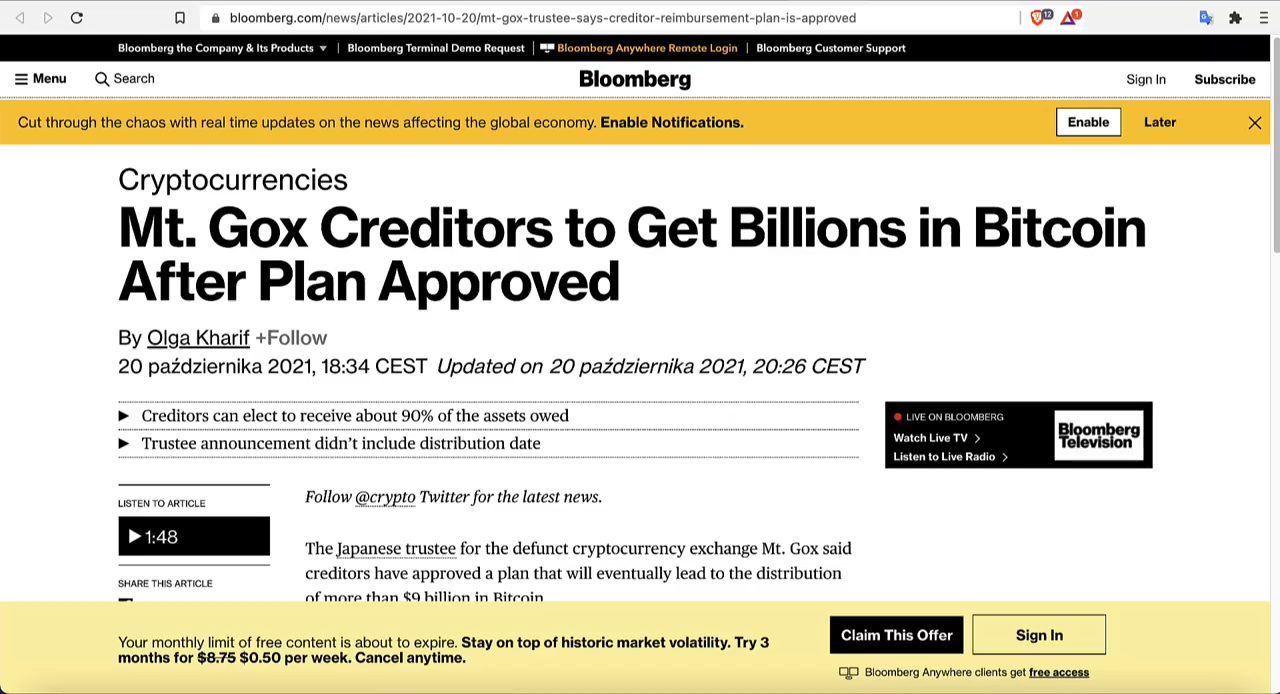 bloomberg.com/news/articles/2021-10-20/mt-gox-trustee-says-creditor-reimbursement-plan-is-approved
12
1
Bloomberg the Company & Its Products ▼ | Bloomberg Terminal Demo Request | Bloomberg Anywhere Remote Login | Bloomberg Customer Support
Menu Search Bloomberg Sign In Subscribe
Cut through the chaos with real time updates on the news affecting the global economy. Enable Notifications. Enable Later
Cryptocurrencies
Mt. Gox Creditors to Get Billions in Bitcoin
After Plan Approved
By Olga Kharif +Follow
20 października 2021, 18:34 CEST Updated on 20 października 2021, 20:26 CEST
Creditors can elect to receive about 90% of the assets owed
Trustee announcement didn’t include distribution date
LIVE ON BLOOMBERG
Watch Live TV
Listen to Live Radio
Bloomberg
Television
LISTEN TO ARTICLE
1:48
SHARE THIS ARTICLE
Follow @crypto Twitter for the latest news.
The Japanese trustee for the defunct cryptocurrency exchange Mt. Gox said
creditors have approved a plan that will eventually lead to the distribution
of more than $9 billion in Bitcoin
Your monthly limit of free content is about to expire. Stay on top of historic market volatility. Try 3
months for $8.75 $0.50 per week. Cancel anytime.
Claim This Offer Sign In
Bloomberg Anywhere clients get free access